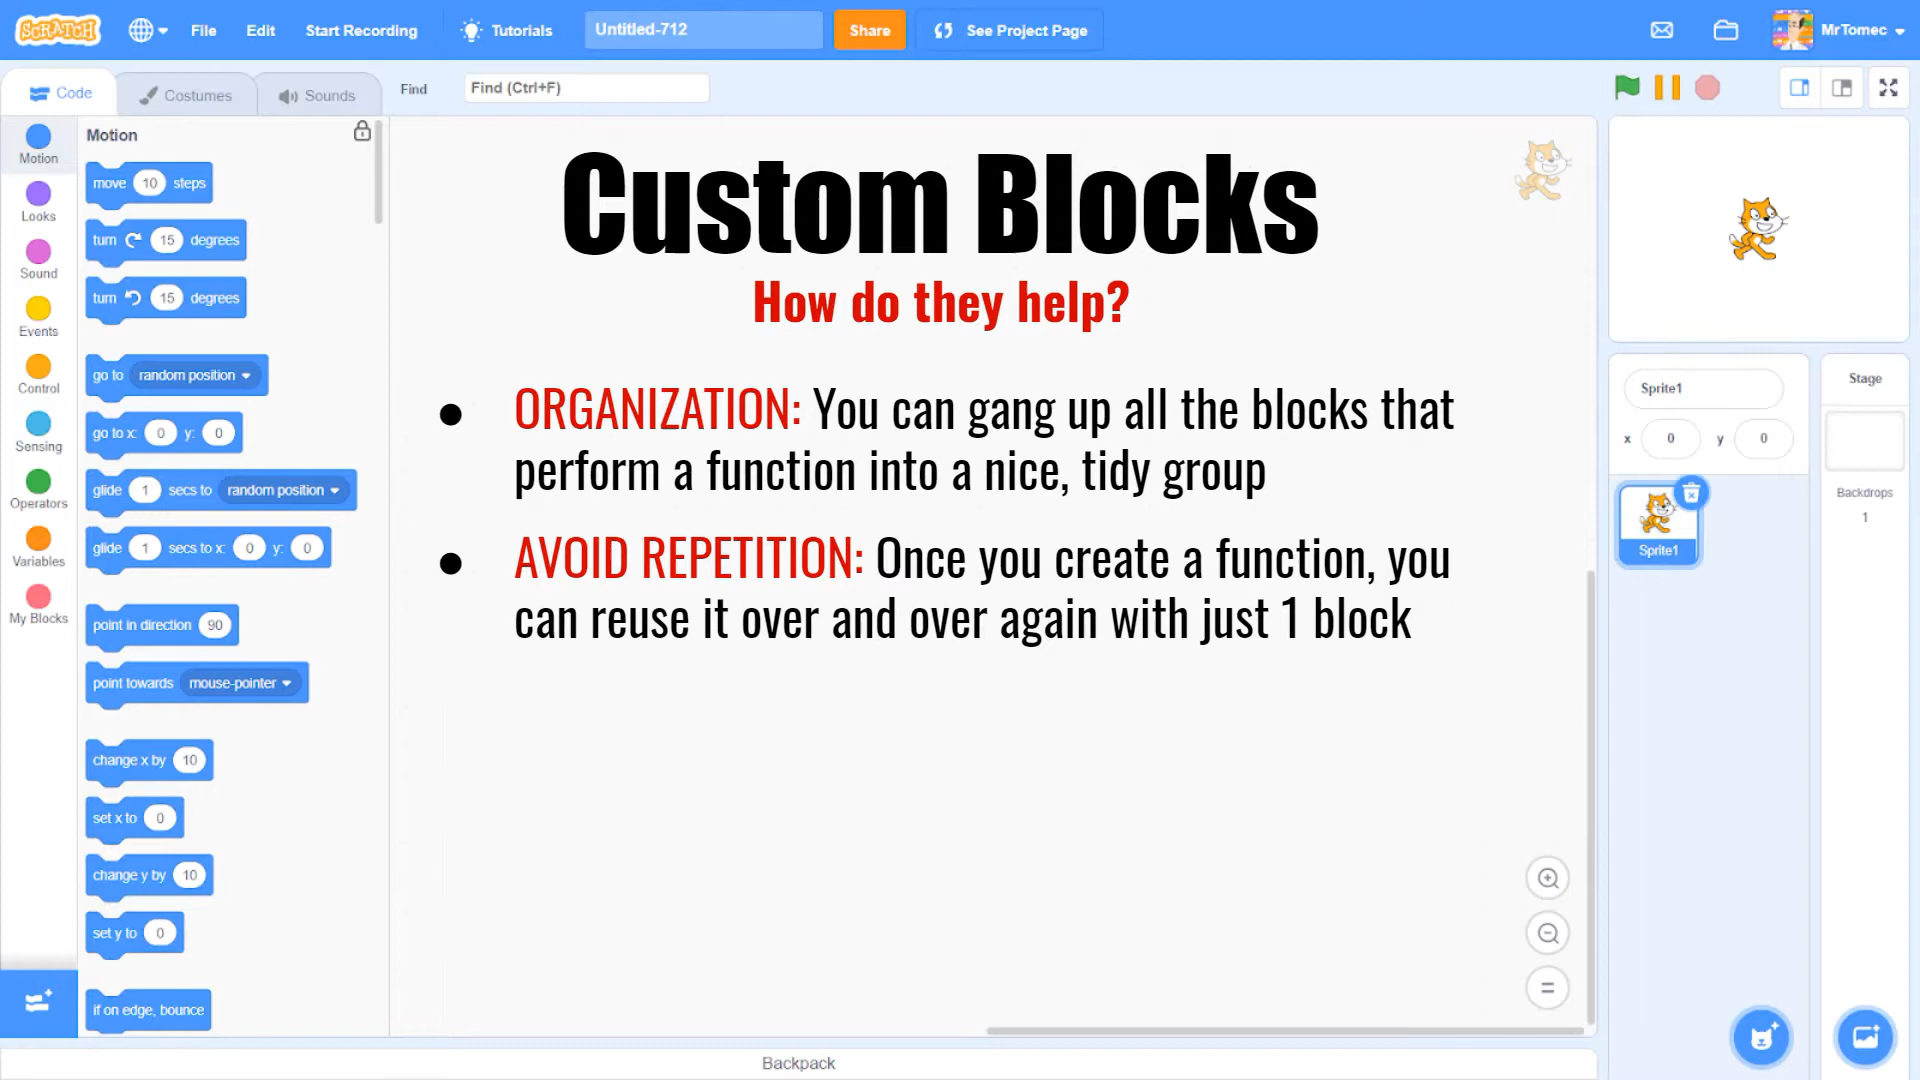 SCRATCH File Edit Start Recording Tutorials Untitled-712 Share See Project Page MrTomec
Code Costumes Sounds Find Find (Ctrl+F)
Motion
Looks
Sound
Events
Control
Sensing
Operators
Variables
My Blocks
Motion
move 10 steps
turn 15 degrees
turn 15 degrees
go to random position
go to x: 0 y: 0
glide 1 secs to random position
glide 1 secs to x: 0 y: 0
point in direction 90
point towards mouse-pointer
change x by 10
set x to 0
change y by 10
set y to 0
if on edge, bounce
Custom Blocks
How do they help?
● ORGANIZATION: You can gang up all the blocks that
perform a function into a nice, tidy group
● AVOID REPETITION: Once you create a function, you
can reuse it over and over again with just 1 block
Sprite1
x 0 y 0
Sprite1
Stage
Backdrops
1
Backpack